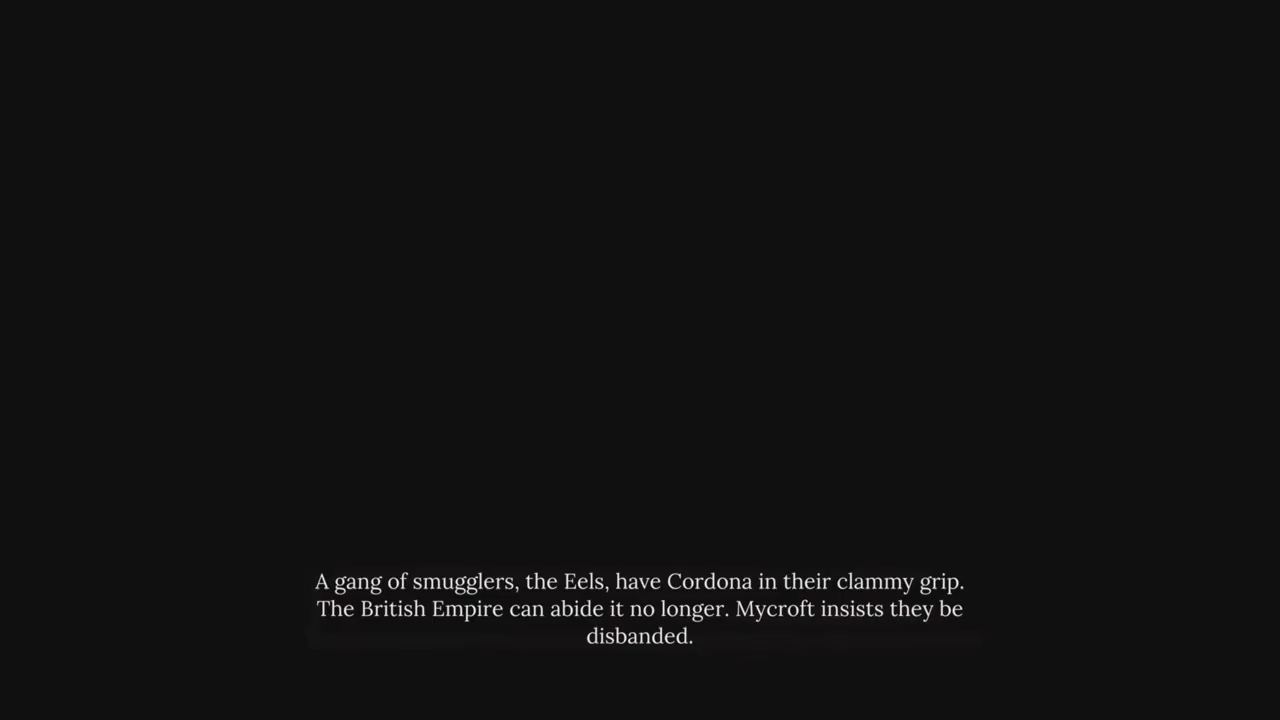 A gang of smugglers, the Eels, have Cordona in their clammy grip.
The British Empire can abide it no longer. Mycroft insists they be
disbanded.